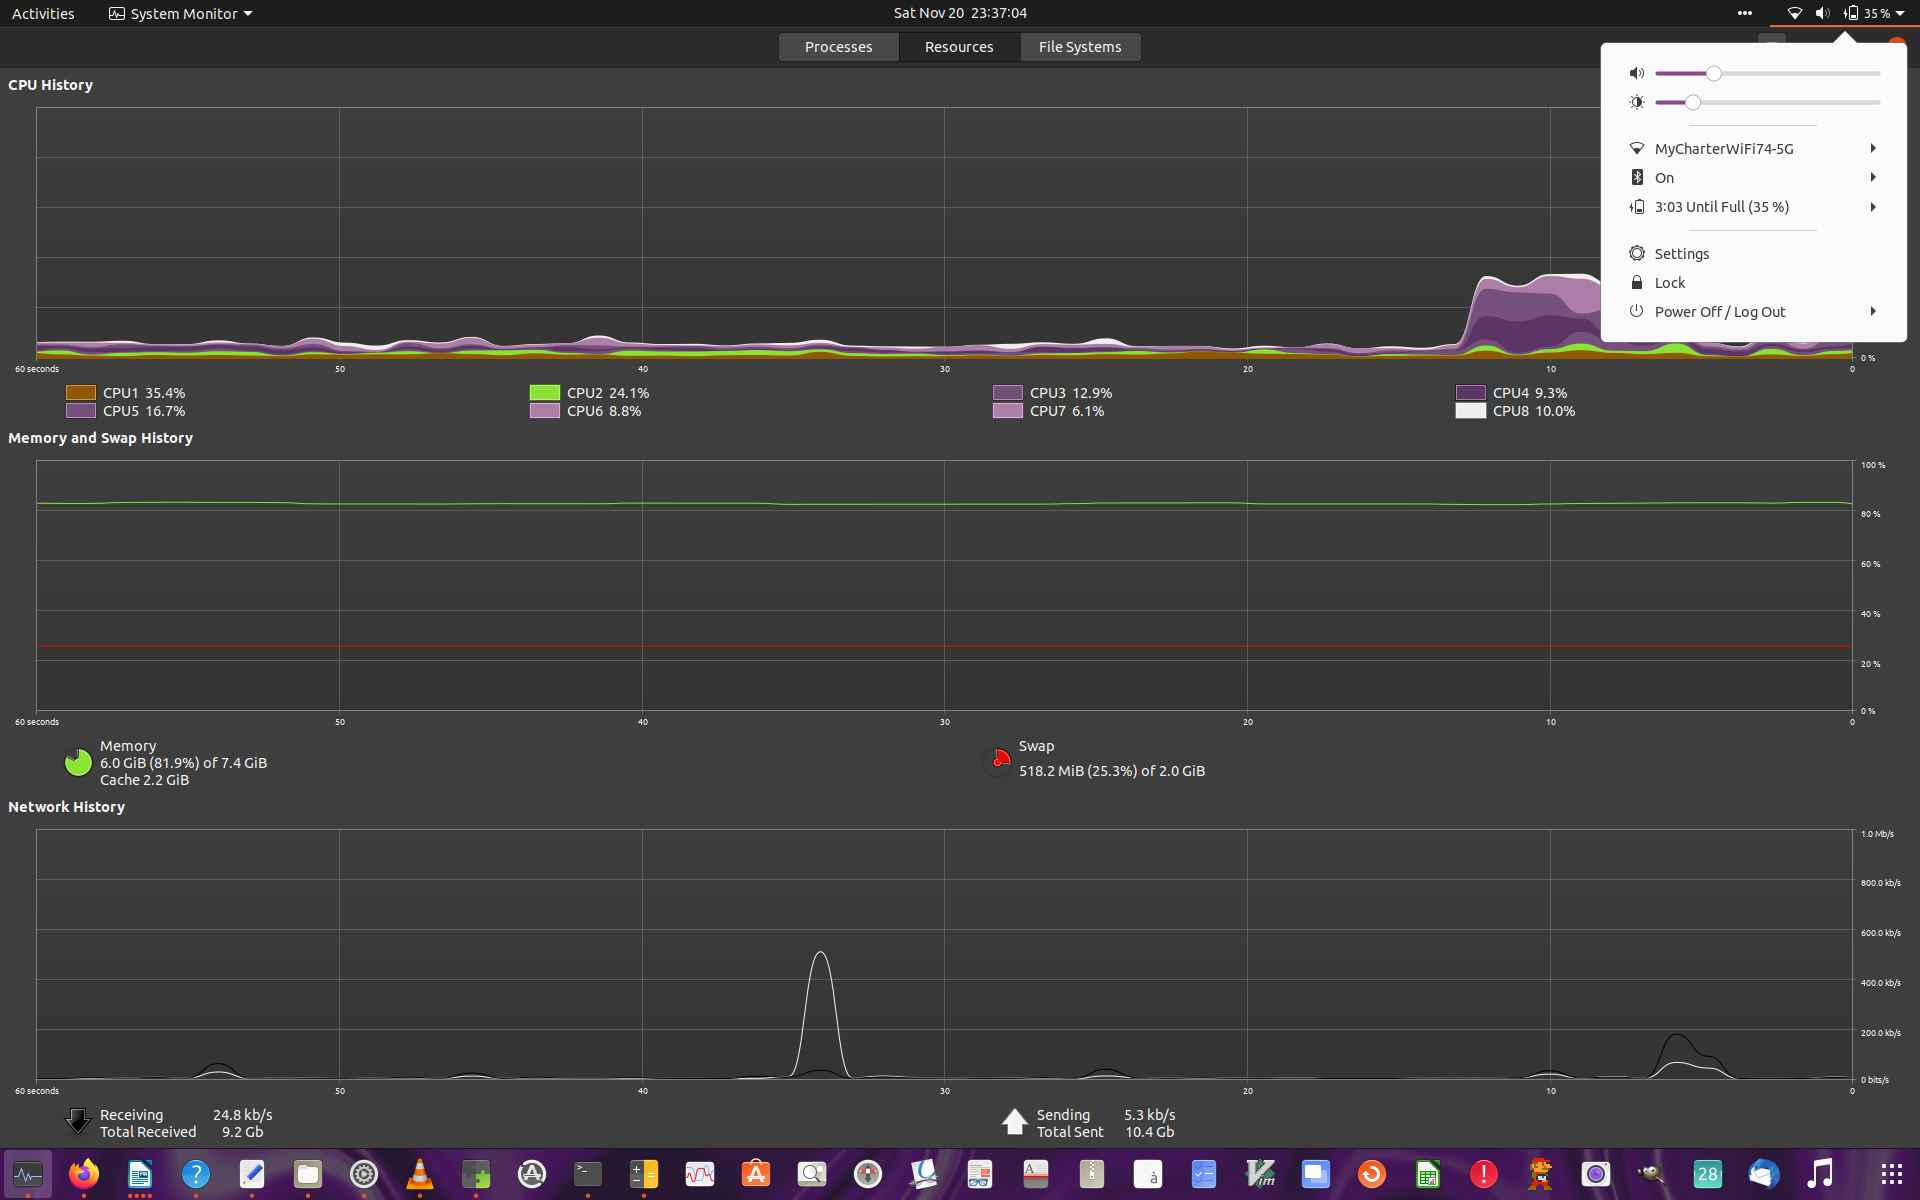 Activities
System Monitor
Sat Nov 20 23:37:04
35 %
Processes
Resources
File Systems
MyCharterWiFi74-5G
On
3:03 Until Full (35 %)
Settings
Lock
Power Off / Log Out
CPU History
0 %
60 seconds 50 40 30 20 10 0
CPU1 35.4% CPU2 24.1% CPU3 12.9% CPU4 9.3%
CPU5 16.7% CPU6 8.8% CPU7 6.1% CPU8 10.0%
Memory and Swap History
100 %
80 %
60 %
40 %
20 %
0 %
60 seconds 50 40 30 20 10 0
Memory
6.0 GiB (81.9%) of 7.4 GiB
Cache 2.2 GiB
Swap
518.2 MiB (25.3%) of 2.0 GiB
Network History
1.0 Mb/s
800.0 kb/s
600.0 kb/s
400.0 kb/s
200.0 kb/s
0 bits/s
60 seconds 50 40 30 20 10 0
Receiving 24.8 kb/s
Total Received 9.2 Gb
Sending 5.3 kb/s
Total Sent 10.4 Gb
?
>_
A
à
Vim
!
28